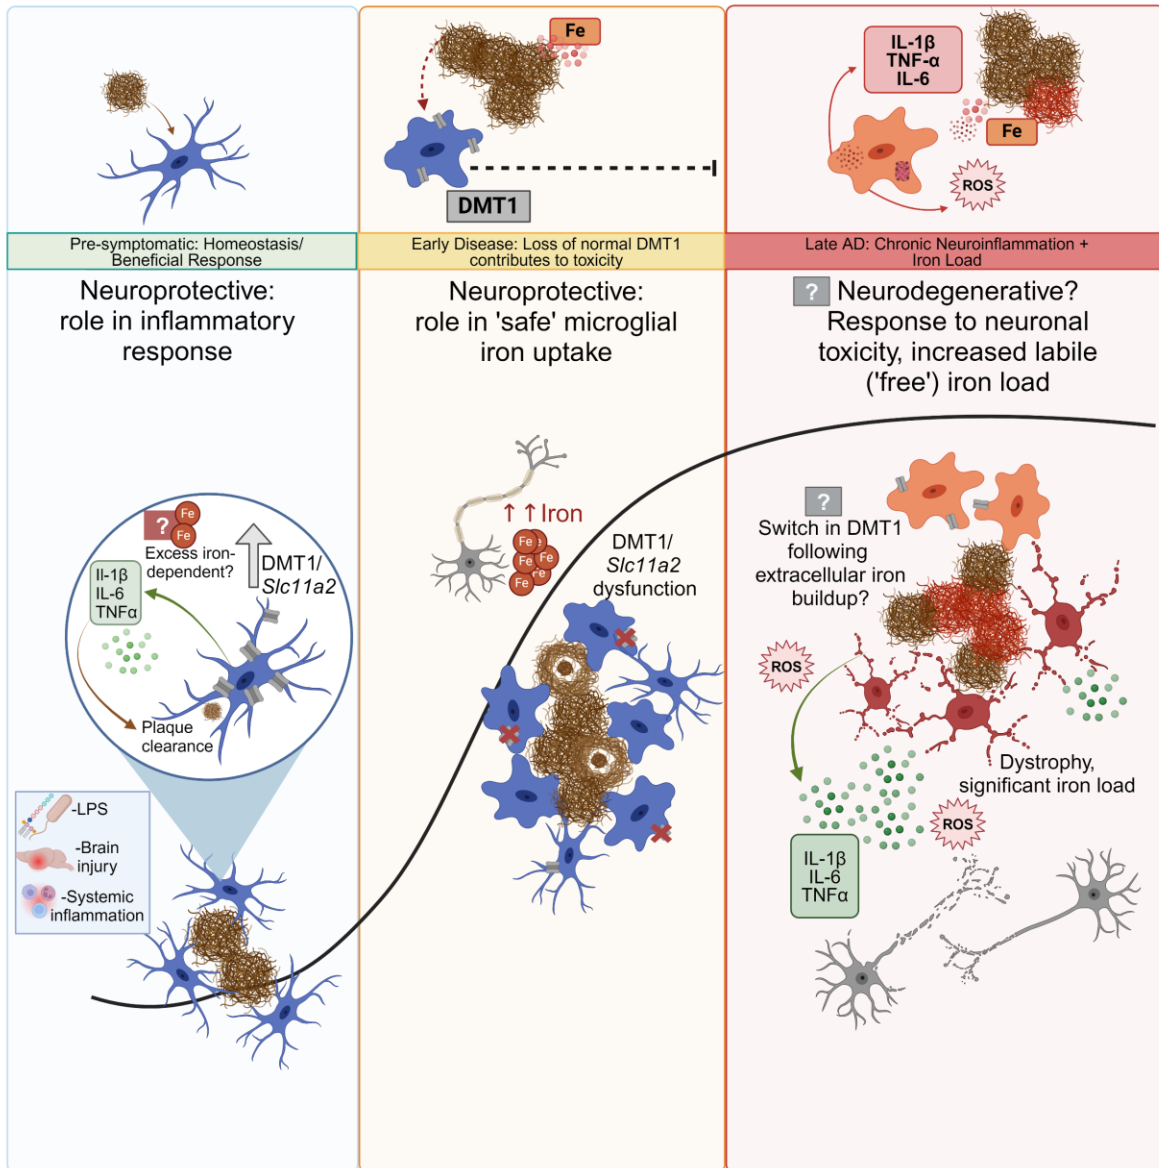 Fe
DMT1
IL-1β
TNF-α
IL-6
Fe
ROS
Pre-symptomatic: Homeostasis/
Beneficial Response
Early Disease: Loss of normal DMT1
contributes to toxicity
Late AD: Chronic Neuroinflammation +
Iron Load
Neuroprotective:
role in inflammatory
response
Neuroprotective:
role in 'safe' microglial
iron uptake
? Neurodegenerative?
Response to neuronal
toxicity, increased labile
('free') iron load
?
Fe
Fe
Excess iron-
dependent?
DMT1/
Slc11a2
Il-1β
IL-6
TNFα
Plaque
clearance
-LPS
-Brain
injury
-Systemic
inflammation
↑ ↑ Iron
Fe
Fe
Fe
Fe
Fe
DMT1/
Slc11a2
dysfunction
?
Switch in DMT1
following
extracellular iron
buildup?
ROS
Dystrophy,
significant iron load
ROS
IL-1β
IL-6
TNFα